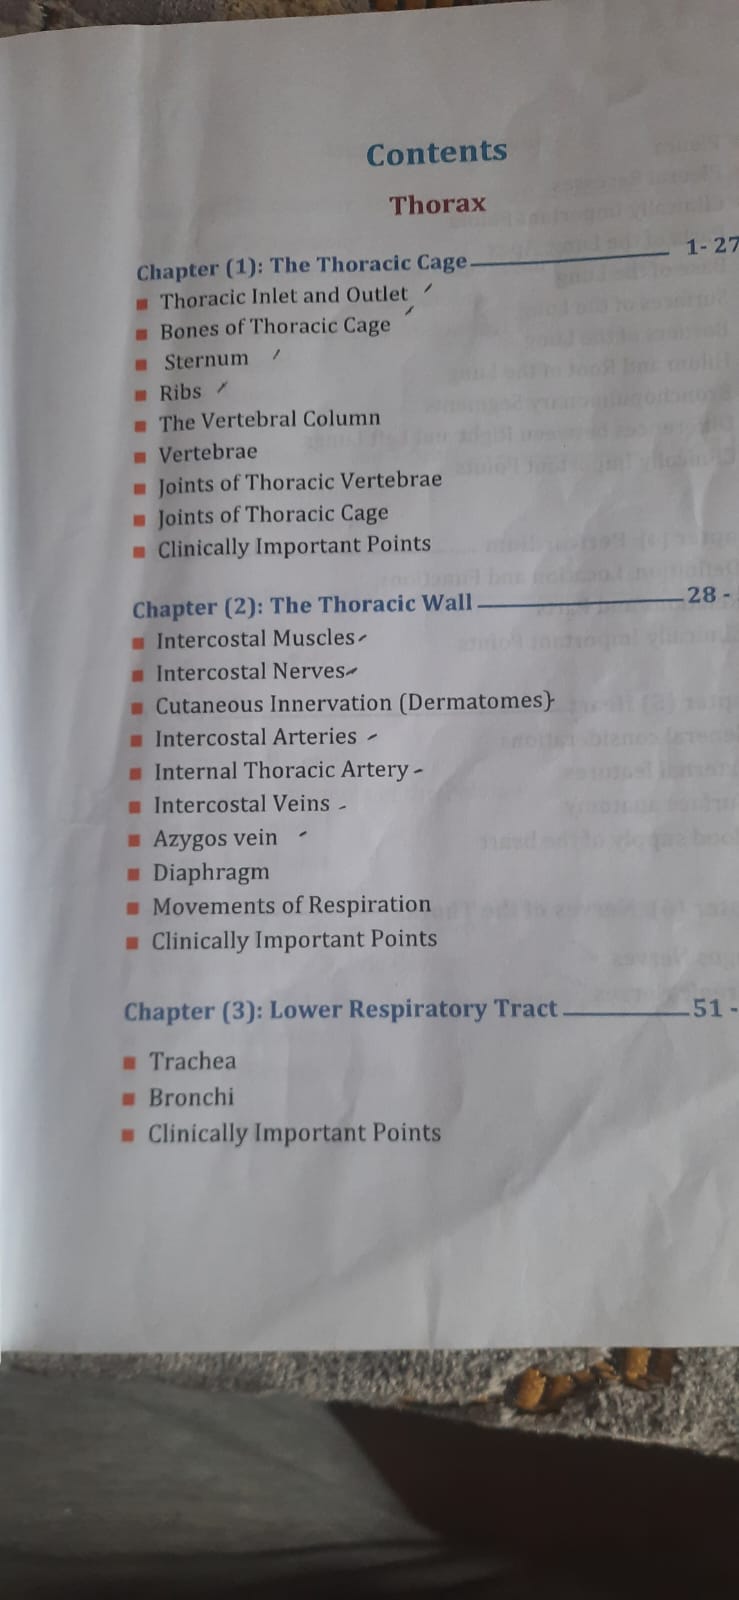 Contents
Thorax
Chapter (1): The Thoracic Cage 1- 27
Thoracic Inlet and Outlet
Bones of Thoracic Cage
Sternum
Ribs
The Vertebral Column
Vertebrae
Joints of Thoracic Vertebrae
Joints of Thoracic Cage
Clinically Important Points
Chapter (2): The Thoracic Wall 28 -
Intercostal Muscles
Intercostal Nerves
Cutaneous Innervation (Dermatomes)
Intercostal Arteries
Internal Thoracic Artery
Intercostal Veins
Azygos vein
Diaphragm
Movements of Respiration
Clinically Important Points
Chapter (3): Lower Respiratory Tract 51 -
Trachea
Bronchi
Clinically Important Points